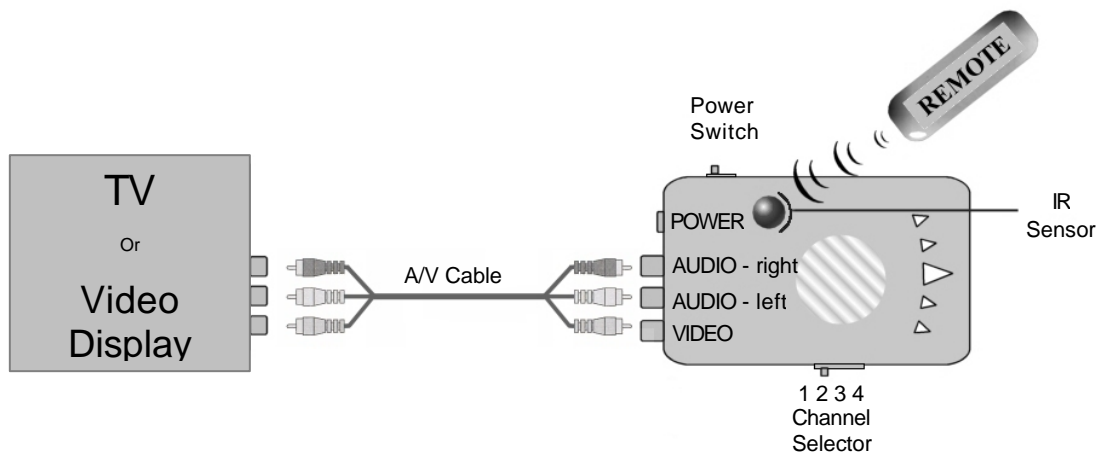 REMOTE
Power
Switch
TV
Or
Video
Display
A/V Cable
POWER
AUDIO - right
AUDIO - left
VIDEO
IR
Sensor
1 2 3 4
Channel
Selector